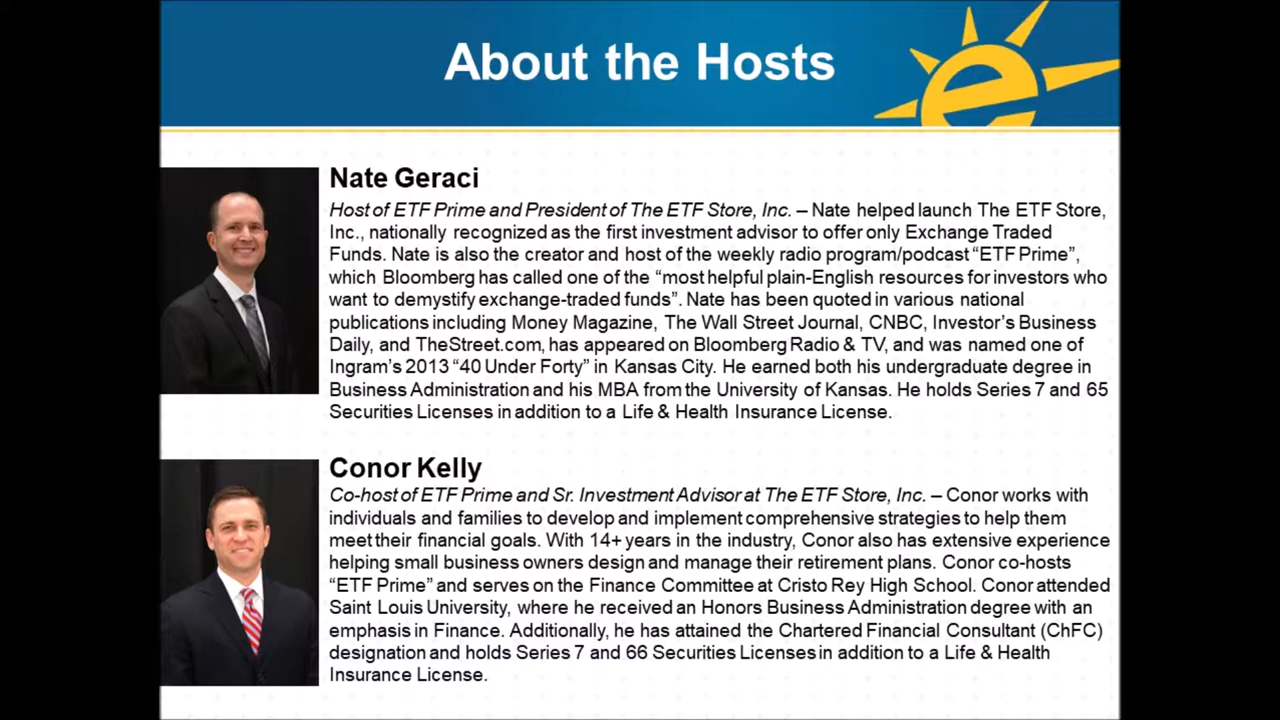 About the Hosts
Nate Geraci
Host of ETF Prime and President of The ETF Store, Inc. – Nate helped launch The ETF Store,
Inc., nationally recognized as the first investment advisor to offer only Exchange Traded
Funds. Nate is also the creator and host of the weekly radio program/podcast “ETF Prime”,
which Bloomberg has called one of the “most helpful plain-English resources for investors who
want to demystify exchange-traded funds”. Nate has been quoted in various national
publications including Money Magazine, The Wall Street Journal, CNBC, Investor’s Business
Daily, and TheStreet.com, has appeared on Bloomberg Radio & TV, and was named one of
Ingram’s 2013 “40 Under Forty” in Kansas City. He earned both his undergraduate degree in
Business Administration and his MBA from the University of Kansas. He holds Series 7 and 65
Securities Licenses in addition to a Life & Health Insurance License.
Conor Kelly
Co-host of ETF Prime and Sr. Investment Advisor at The ETF Store, Inc. – Conor works with
individuals and families to develop and implement comprehensive strategies to help them
meet their financial goals. With 14+ years in the industry, Conor also has extensive experience
helping small business owners design and manage their retirement plans. Conor co-hosts
“ETF Prime” and serves on the Finance Committee at Cristo Rey High School. Conor attended
Saint Louis University, where he received an Honors Business Administration degree with an
emphasis in Finance. Additionally, he has attained the Chartered Financial Consultant (ChFC)
designation and holds Series 7 and 66 Securities Licenses in addition to a Life & Health
Insurance License.